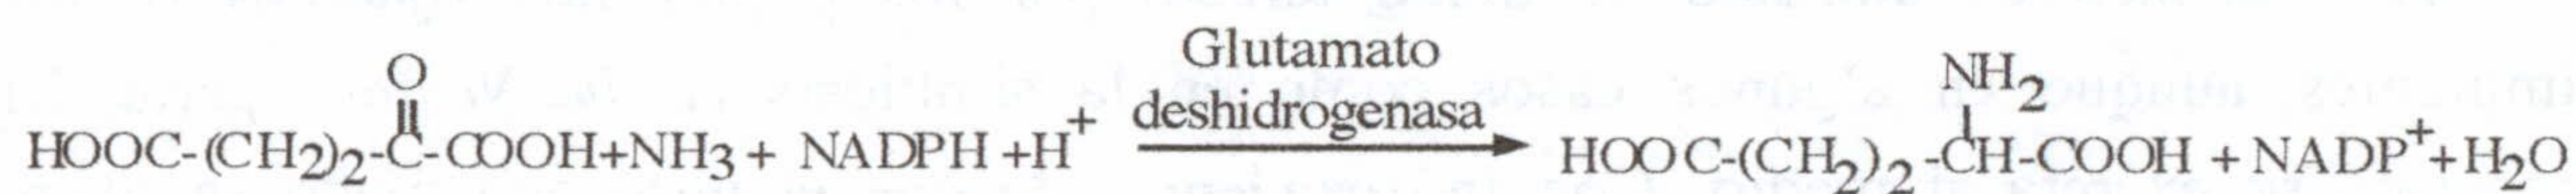 O
HOOC-(CH2)2-C-COOH+NH3+ NADPH +H+
Glutamato
deshidrogenasa
NH2
HOOC-(CH2)2-CH-COOH + NADP++H2O